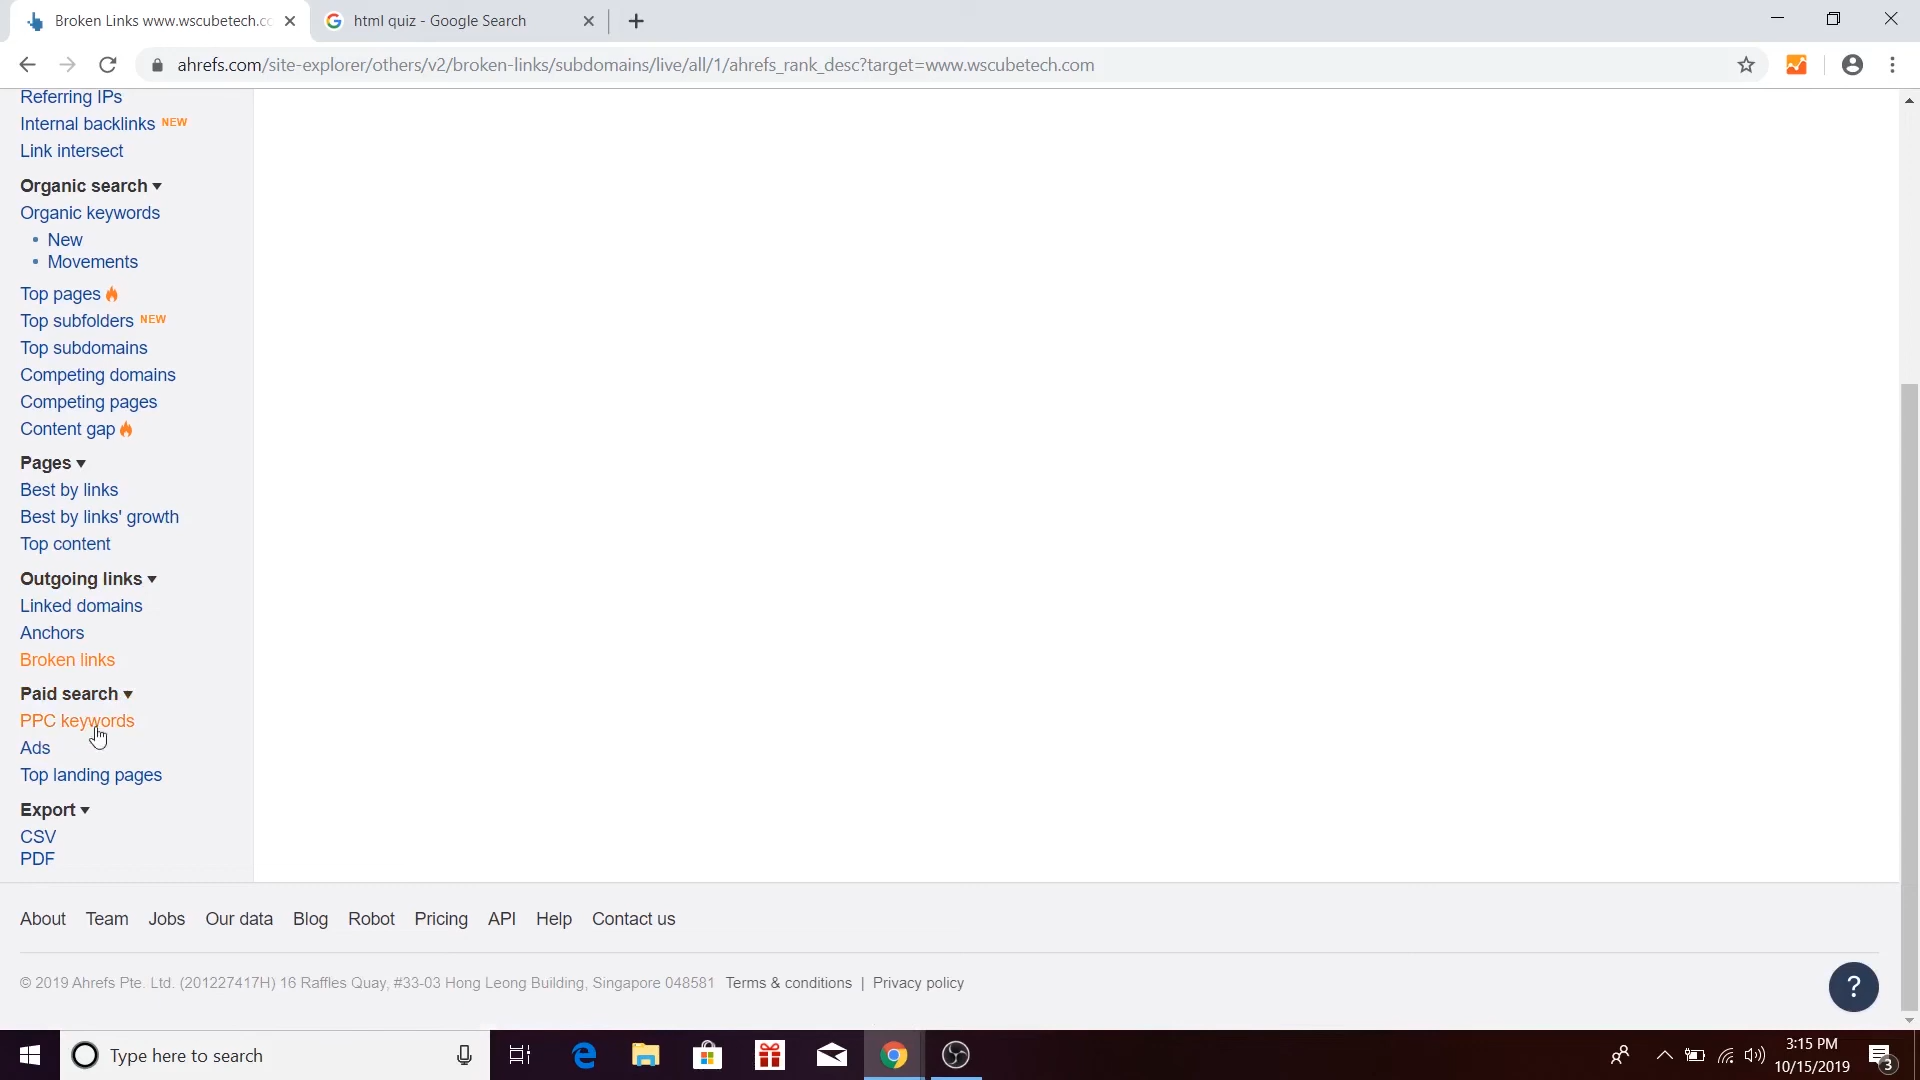 Broken Links www.wscubetech.cc
html quiz - Google Search
ahrefs.com/site-explorer/others/v2/broken-links/subdomains/live/all/1/ahrefs_rank_desc?target=www.wscubetech.com
Referring IPs
Internal backlinks NEW
Link intersect
Organic search
Organic keywords
New
Movements
Top pages
Top subfolders NEW
Top subdomains
Competing domains
Competing pages
Content gap
Pages
Best by links
Best by links' growth
Top content
Outgoing links
Linked domains
Anchors
Broken links
Paid search
PPC keywords
Ads
Top landing pages
Export
CSV
PDF
About Team Jobs Our data Blog Robot Pricing API Help Contact us
© 2019 Ahrefs Pte. Ltd. (201227417H) 16 Raffles Quay, #33-03 Hong Leong Building, Singapore 048581 Terms & conditions | Privacy policy
?
Type here to search
3:15 PM
10/15/2019
3